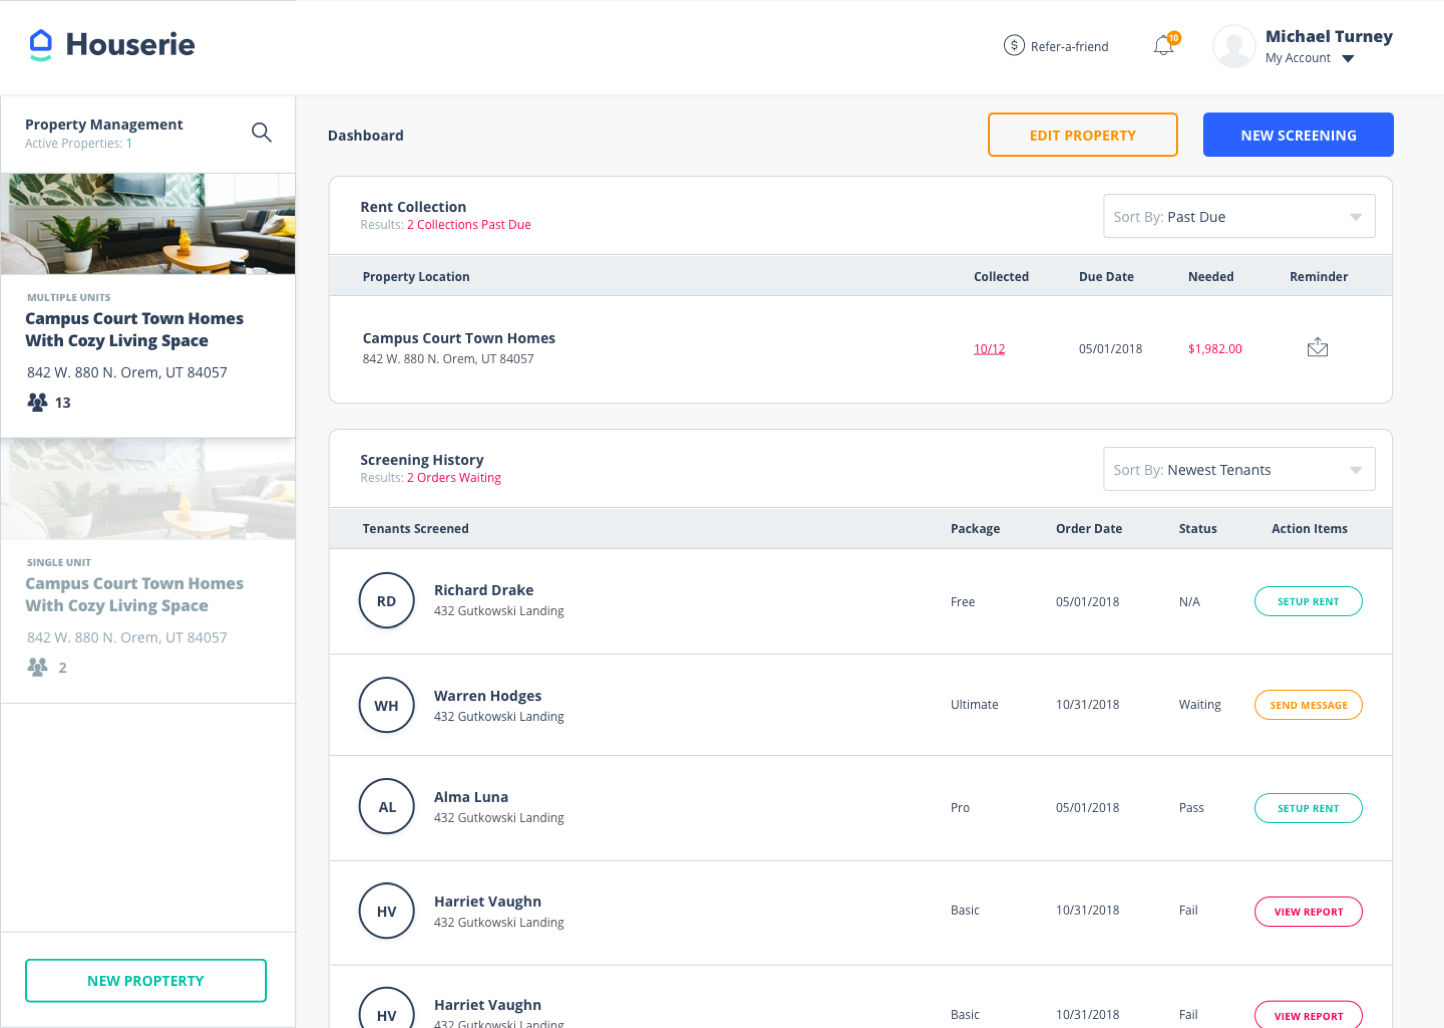 Houserie
Refer-a-friend
10
Michael Turney
My Account
Property Management
Active Properties: 1
MULTIPLE UNITS
Campus Court Town Homes
With Cozy Living Space
842 W. 880 N. Orem, UT 84057
13
SINGLE UNIT
Campus Court Town Homes
With Cozy Living Space
842 W. 880 N. Orem, UT 84057
2
NEW PROPTERTY
Dashboard
EDIT PROPERTY
NEW SCREENING
Rent Collection
Results: 2 Collections Past Due
Sort By: Past Due
Property Location Collected Due Date Needed Reminder
Campus Court Town Homes
842 W. 880 N. Orem, UT 84057
10/12 05/01/2018 $1,982.00
Screening History
Results: 2 Orders Waiting
Sort By: Newest Tenants
Tenants Screened Package Order Date Status Action Items
RD
Richard Drake
432 Gutkowski Landing
Free 05/01/2018 N/A SETUP RENT
WH
Warren Hodges
432 Gutkowski Landing
Ultimate 10/31/2018 Waiting SEND MESSAGE
AL
Alma Luna
432 Gutkowski Landing
Pro 05/01/2018 Pass SETUP RENT
HV
Harriet Vaughn
432 Gutkowski Landing
Basic 10/31/2018 Fail VIEW REPORT
HV
Harriet Vaughn
432 Gutkowski Landing
Basic 10/31/2018 Fail VIEW REPORT